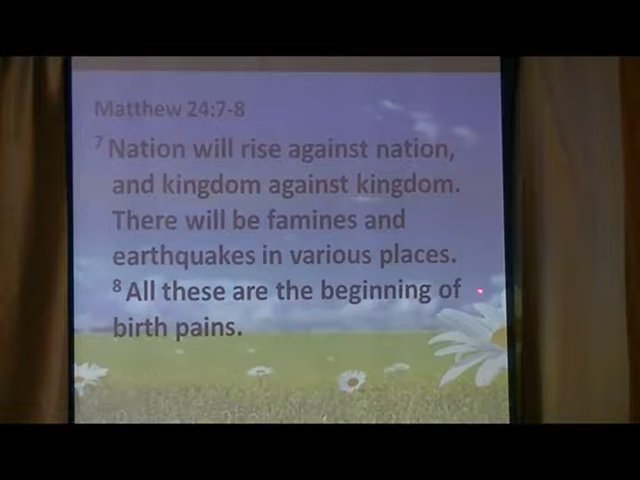 Matthew 24:7-8
7 Nation will rise against nation,
and kingdom against kingdom.
There will be famines and
earthquakes in various places.
8 All these are the beginning of
birth pains.